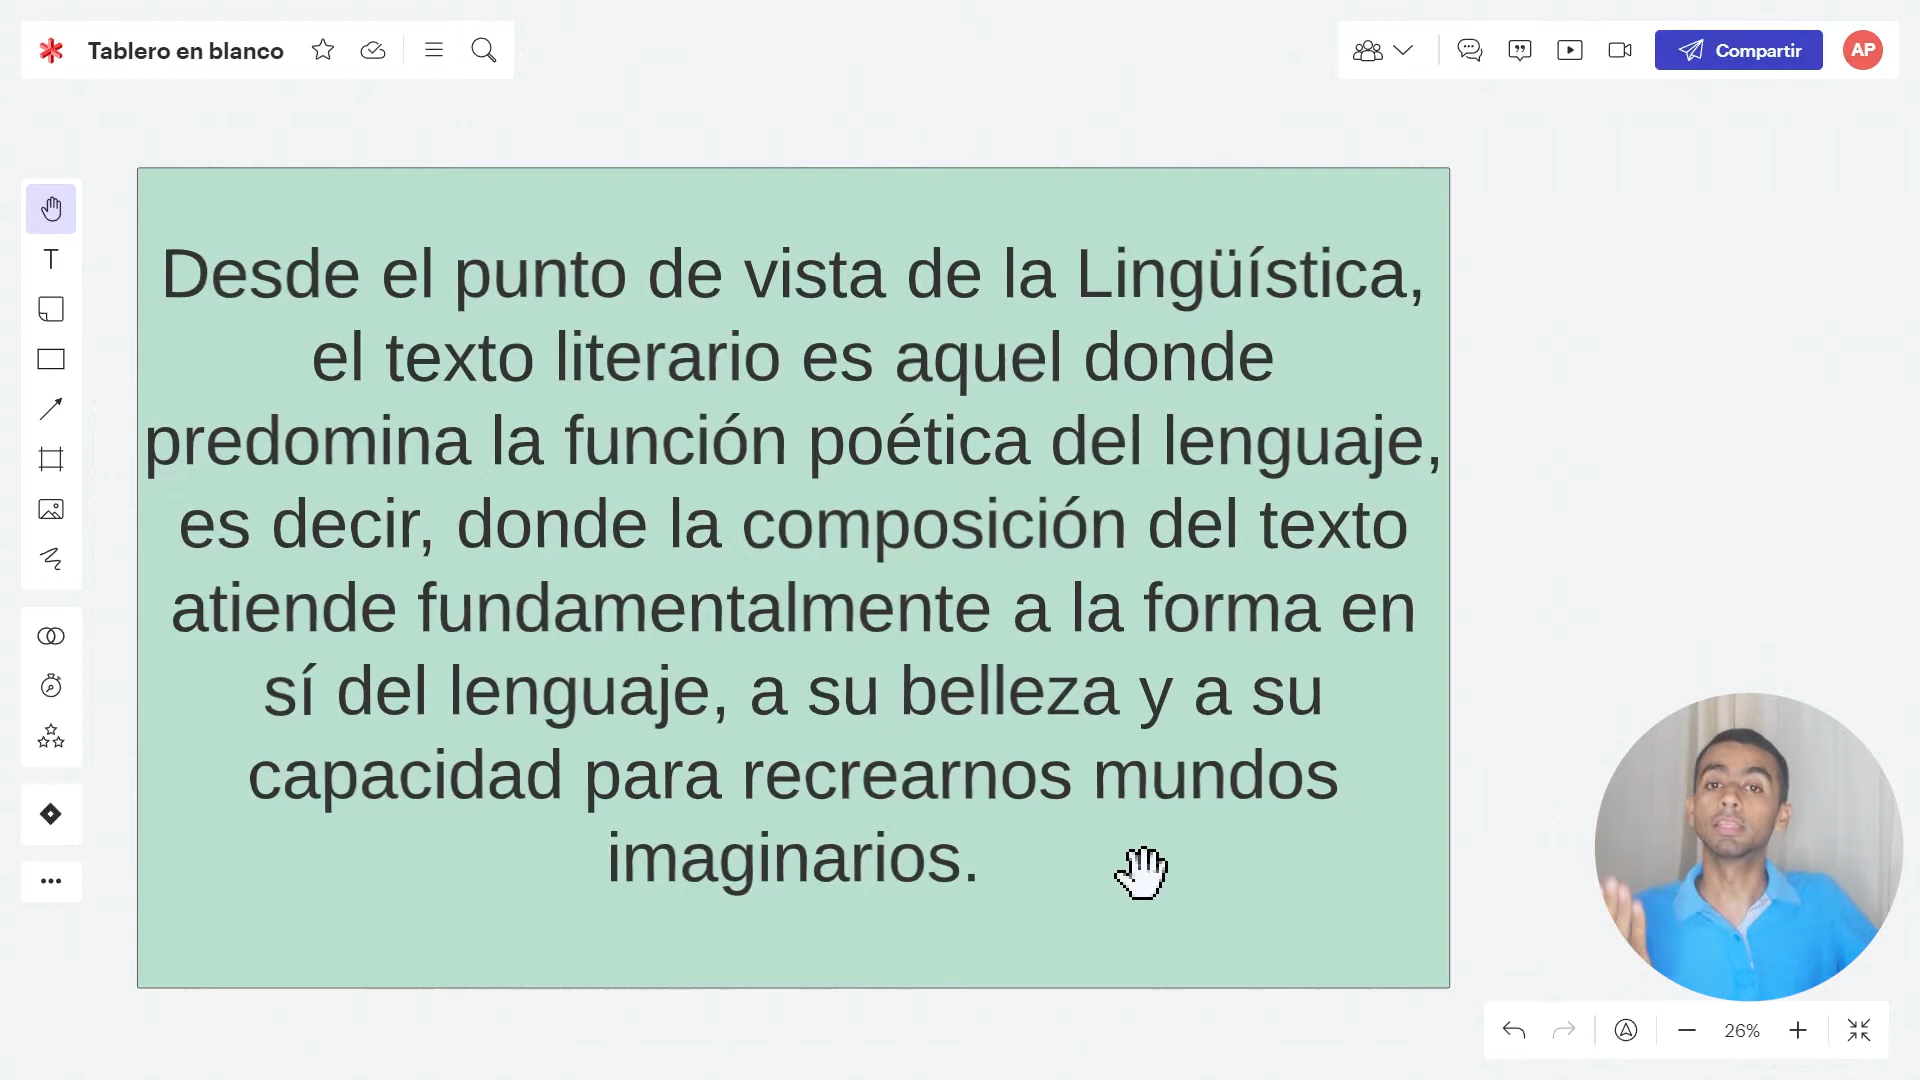 Tablero en blanco
Compartir
AP
Desde el punto de vista de la Lingüística,
el texto literario es aquel donde
predomina la función poética del lenguaje,
es decir, donde la composición del texto
atiende fundamentalmente a la forma en
sí del lenguaje, a su belleza y a su
capacidad para recrearnos mundos
imaginarios.
26%